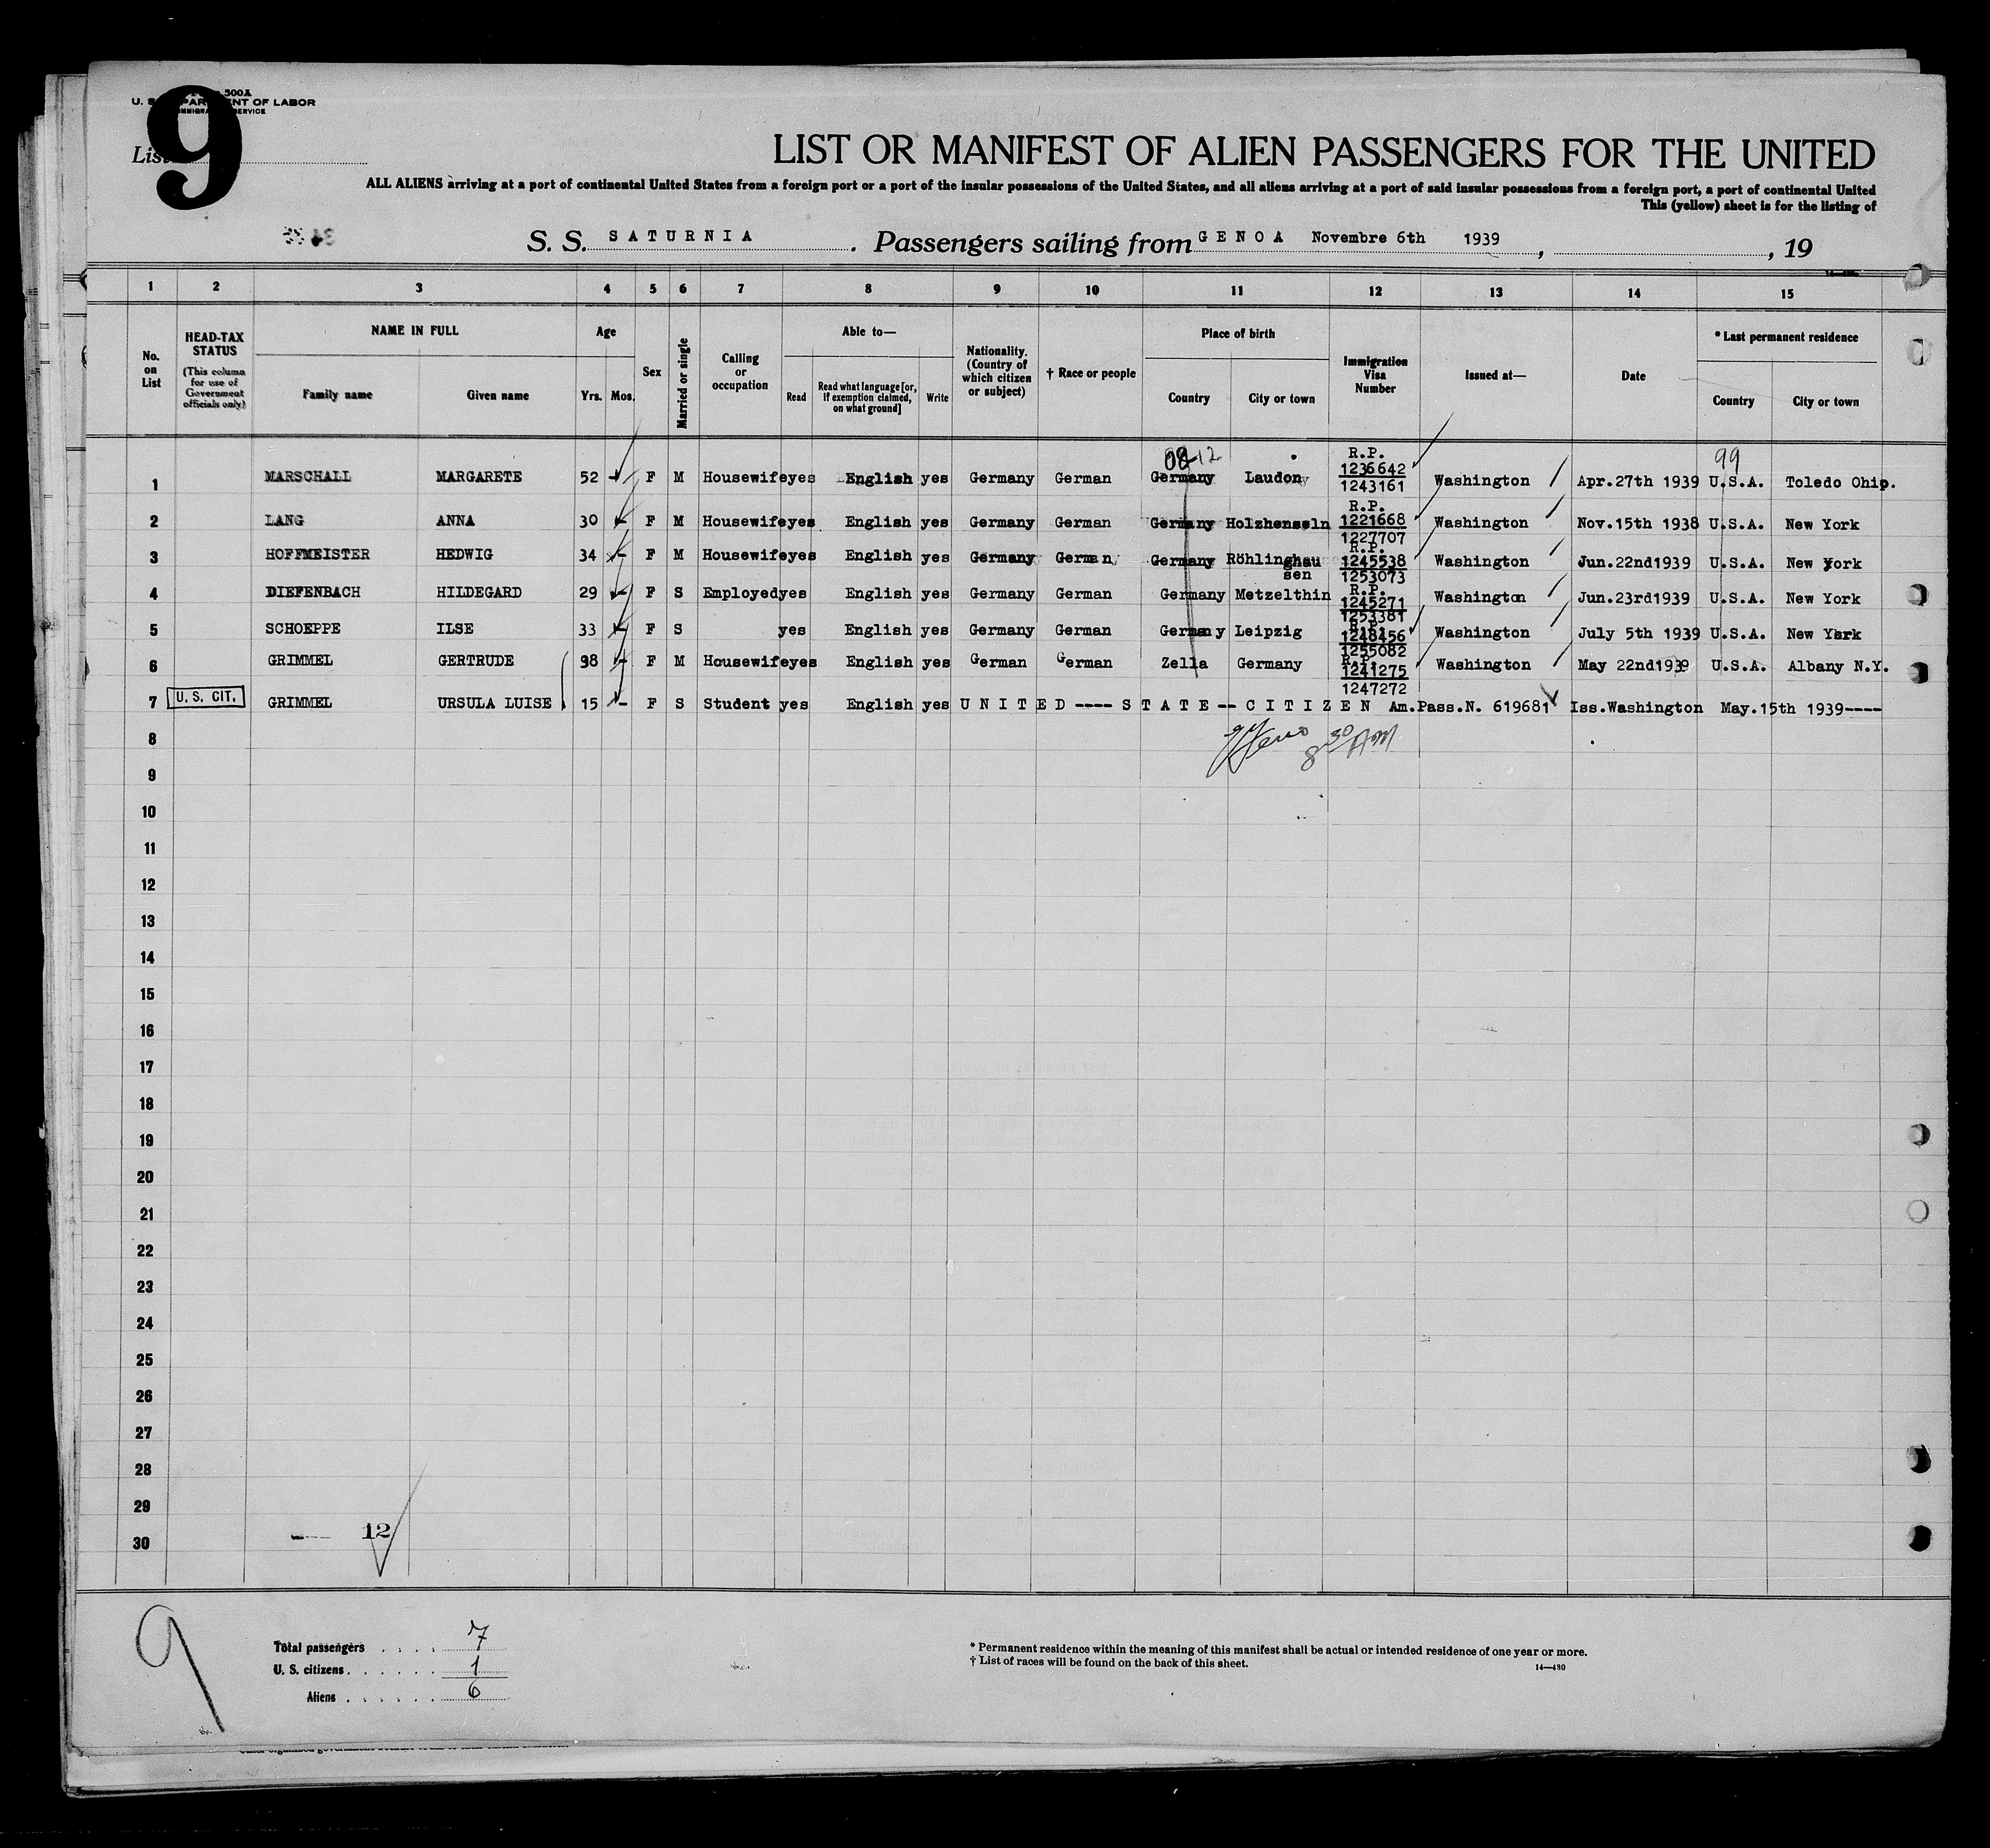 9
500A
U. S. DEPARTMENT OF LABOR
IMMIGRATION SERVICE
List
LIST OR MANIFEST OF ALIEN PASSENGERS FOR THE UNITED
ALL ALIENS arriving at a port of continental United States from a foreign port or a port of the insular possessions of the United States, and all aliens arriving at a port of said insular possessions from a foreign port, a port of continental United
This (yellow) sheet is for the listing of
S. S. SATURNIA. Passengers sailing from GENOA Novembre 6th 1939, , 19
1 2 3 4 5 6 7 8 9 10 11 12 13 14 15
No. on List
HEAD-TAX STATUS (This column for use of Government officials only)
NAME IN FULL Family name Given name
Age Yrs. Mos.
Sex
Married or single
Calling or occupation
Able to— Read Read what language [or, if exemption claimed, on what ground] Write
Nationality. (Country of which citizen or subject)
† Race or people
Place of birth Country City or town
Immigration Visa Number
Issued at—
Date
* Last permanent residence Country City or town
08 12 99
1 MARSCHALL MARGARETE 52 - F M Housewife yes English yes Germany German Germany Laudon R.P. 1236642 1243161 Washington Apr.27th 1939 U.S.A. Toledo Ohio.
2 LANG ANNA 30 - F M Housewife yes English yes Germany German Germany Holzhenseln R.P. 1221668 1227707 Washington Nov.15th 1938 U.S.A. New York
3 HOFFMEISTER HEDWIG 34 - F M Housewife yes English yes Germany German Germany Röhlinghau sen R.P. 1245538 1253073 Washington Jun.22nd1939 U.S.A. New york
4 DIEFENBACH HILDEGARD 29 - F S Employed yes English yes Germany German Germany Metzelthin R.P. 1245271 1253381 Washington Jun.23rd1939 U.S.A. New York
5 SCHOEPPE ILSE 33 - F S yes English yes Germany German Germany Leipzig R.P. 1248456 1255082 Washington July 5th 1939 U.S.A. New York
6 GRIMMEL GERTRUDE 38 - F M Housewife yes English yes German German Zella Germany R.P. 1241275 1247272 Washington May 22nd1939 U.S.A. Albany N.Y.
7 U. S. CIT. GRIMMEL URSULA LUISE 15 - F S Student yes English yes UNITED ---- STATE -- CITIZEN Am.Pass.N. 619681 Iss.Washington May.15th 1939----
8 8 30 AM
9
10
11
12
13
14
15
16
17
18
19
20
21
22
23
24
25
26
27
28
29
30
12
9
Total passengers . . . . 7
U. S. citizens . . . . . . 1
Aliens . . . . . . 6
* Permanent residence within the meaning of this manifest shall be actual or intended residence of one year or more.
† List of races will be found on the back of this sheet.
14—430